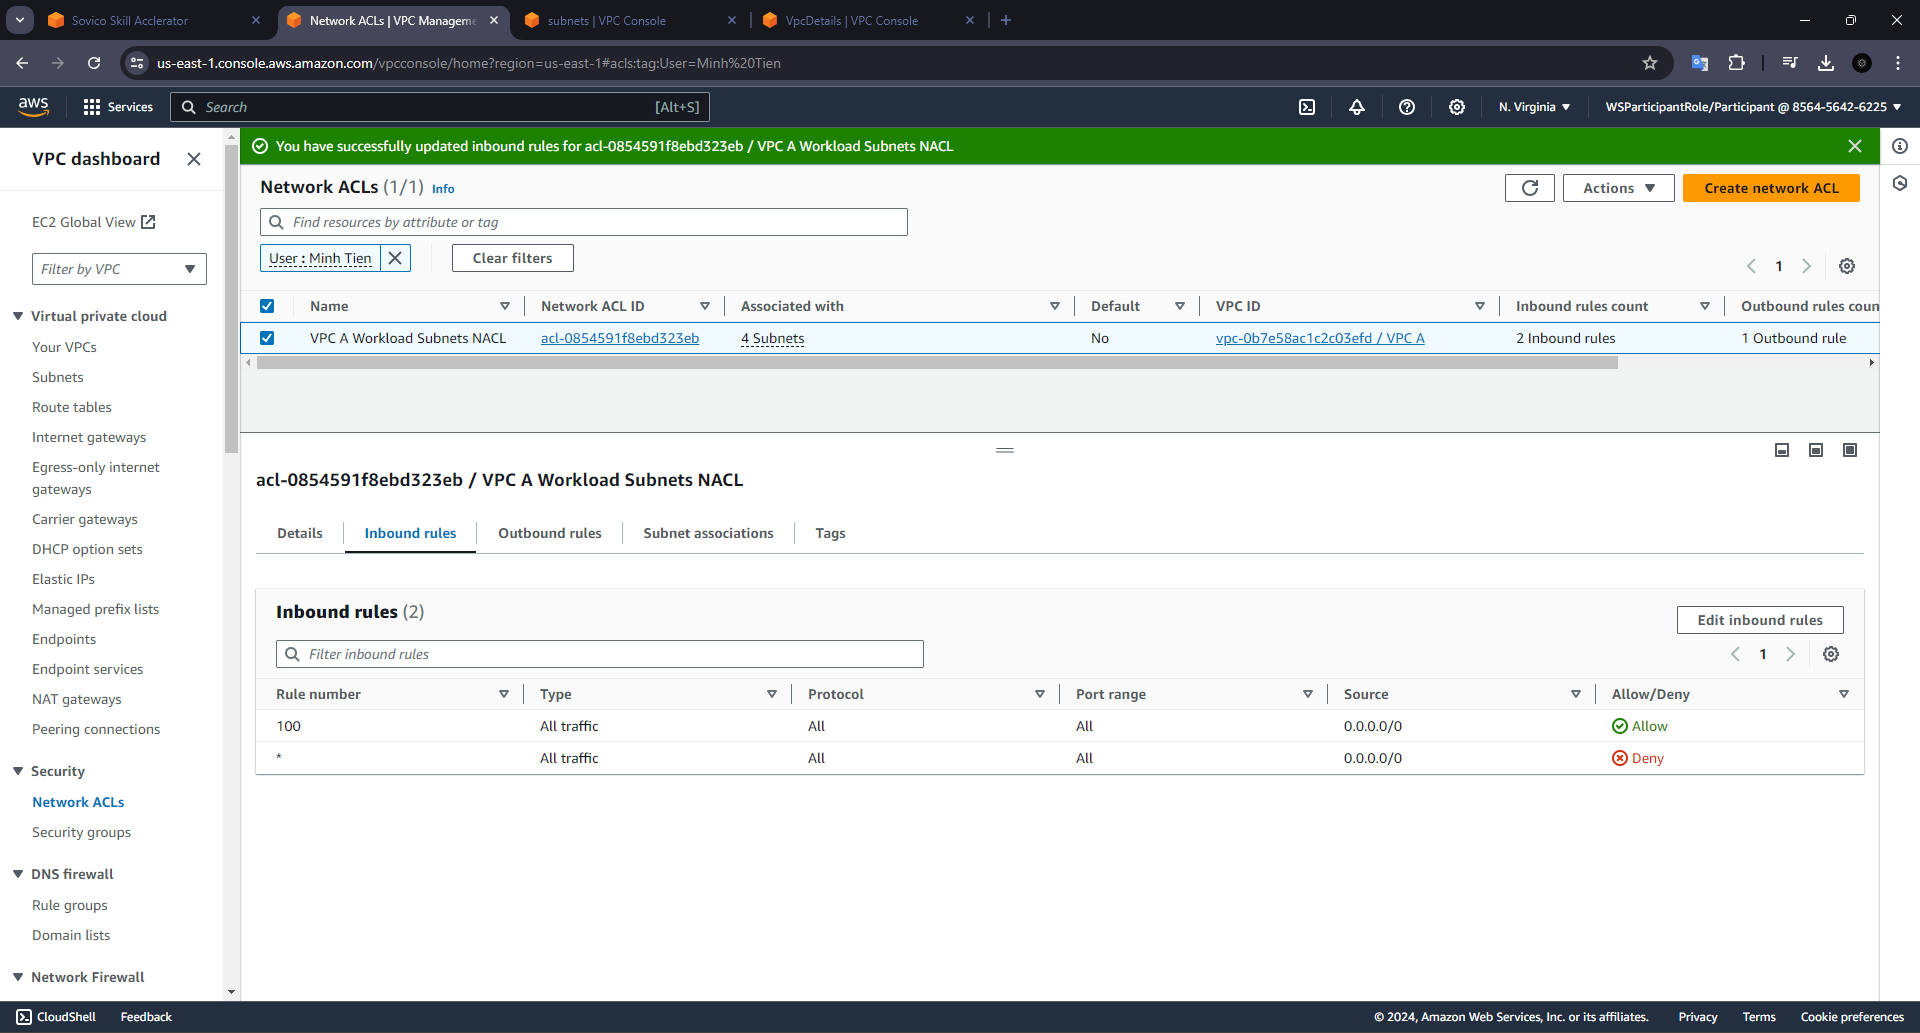 Sovico Skill Acclerator
Network ACLs | VPC Manageme
subnets | VPC Console
VpcDetails | VPC Console
us-east-1.console.aws.amazon.com/vpcconsole/home?region=us-east-1#acls:tag:User=Minh%20Tien
aws
Services
Search
[Alt+S]
N. Virginia
WSParticipantRole/Participant @ 8564-5642-6225
VPC dashboard
EC2 Global View
Filter by VPC
Virtual private cloud
Your VPCs
Subnets
Route tables
Internet gateways
Egress-only internet
gateways
Carrier gateways
DHCP option sets
Elastic IPs
Managed prefix lists
Endpoints
Endpoint services
NAT gateways
Peering connections
Security
Network ACLs
Security groups
DNS firewall
Rule groups
Domain lists
Network Firewall
You have successfully updated inbound rules for acl-0854591f8ebd323eb / VPC A Workload Subnets NACL
Network ACLs (1/1) Info
Actions
Create network ACL
Find resources by attribute or tag
User : Minh Tien
Clear filters
1
Name Network ACL ID Associated with Default VPC ID Inbound rules count Outbound rules coun
VPC A Workload Subnets NACL acl-0854591f8ebd323eb 4 Subnets No vpc-0b7e58ac1c2c03efd / VPC A 2 Inbound rules 1 Outbound rule
acl-0854591f8ebd323eb / VPC A Workload Subnets NACL
Details Inbound rules Outbound rules Subnet associations Tags
Inbound rules (2)
Edit inbound rules
Filter inbound rules
1
Rule number Type Protocol Port range Source Allow/Deny
100 All traffic All All 0.0.0.0/0 Allow
* All traffic All All 0.0.0.0/0 Deny
CloudShell Feedback
© 2024, Amazon Web Services, Inc. or its affiliates. Privacy Terms Cookie preferences